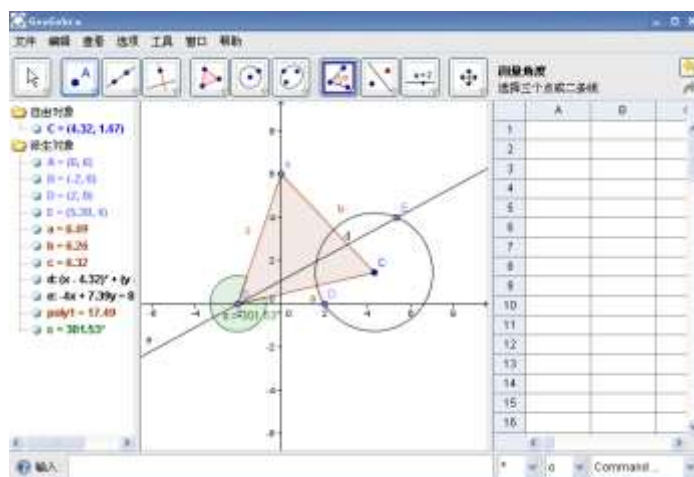 GeoGebra
文件 编辑 查看 选项 工具 窗口 帮助
测量角度
选择三个点或二条线
自由对象
C = (4.32, 1.47)
派生对象
A = (0, 6)
B = (-2, 0)
D = (2, 0)
E = (5.39, 4)
a = 6.49
b = 6.26
c = 6.32
d: (x - 4.32)² + (y
e: -4x + 7.39y = 8
poly1 = 17.49
α = 301.53°
8
6
4
2
0
-2
-4
-6
-4
0
2
4
6
8
b
d
E
C
a
D
e
α = 301.53°
A B
1
2
3
4
5
6
7
8
9
10
11
12
13
14
15
16
输入
Command...